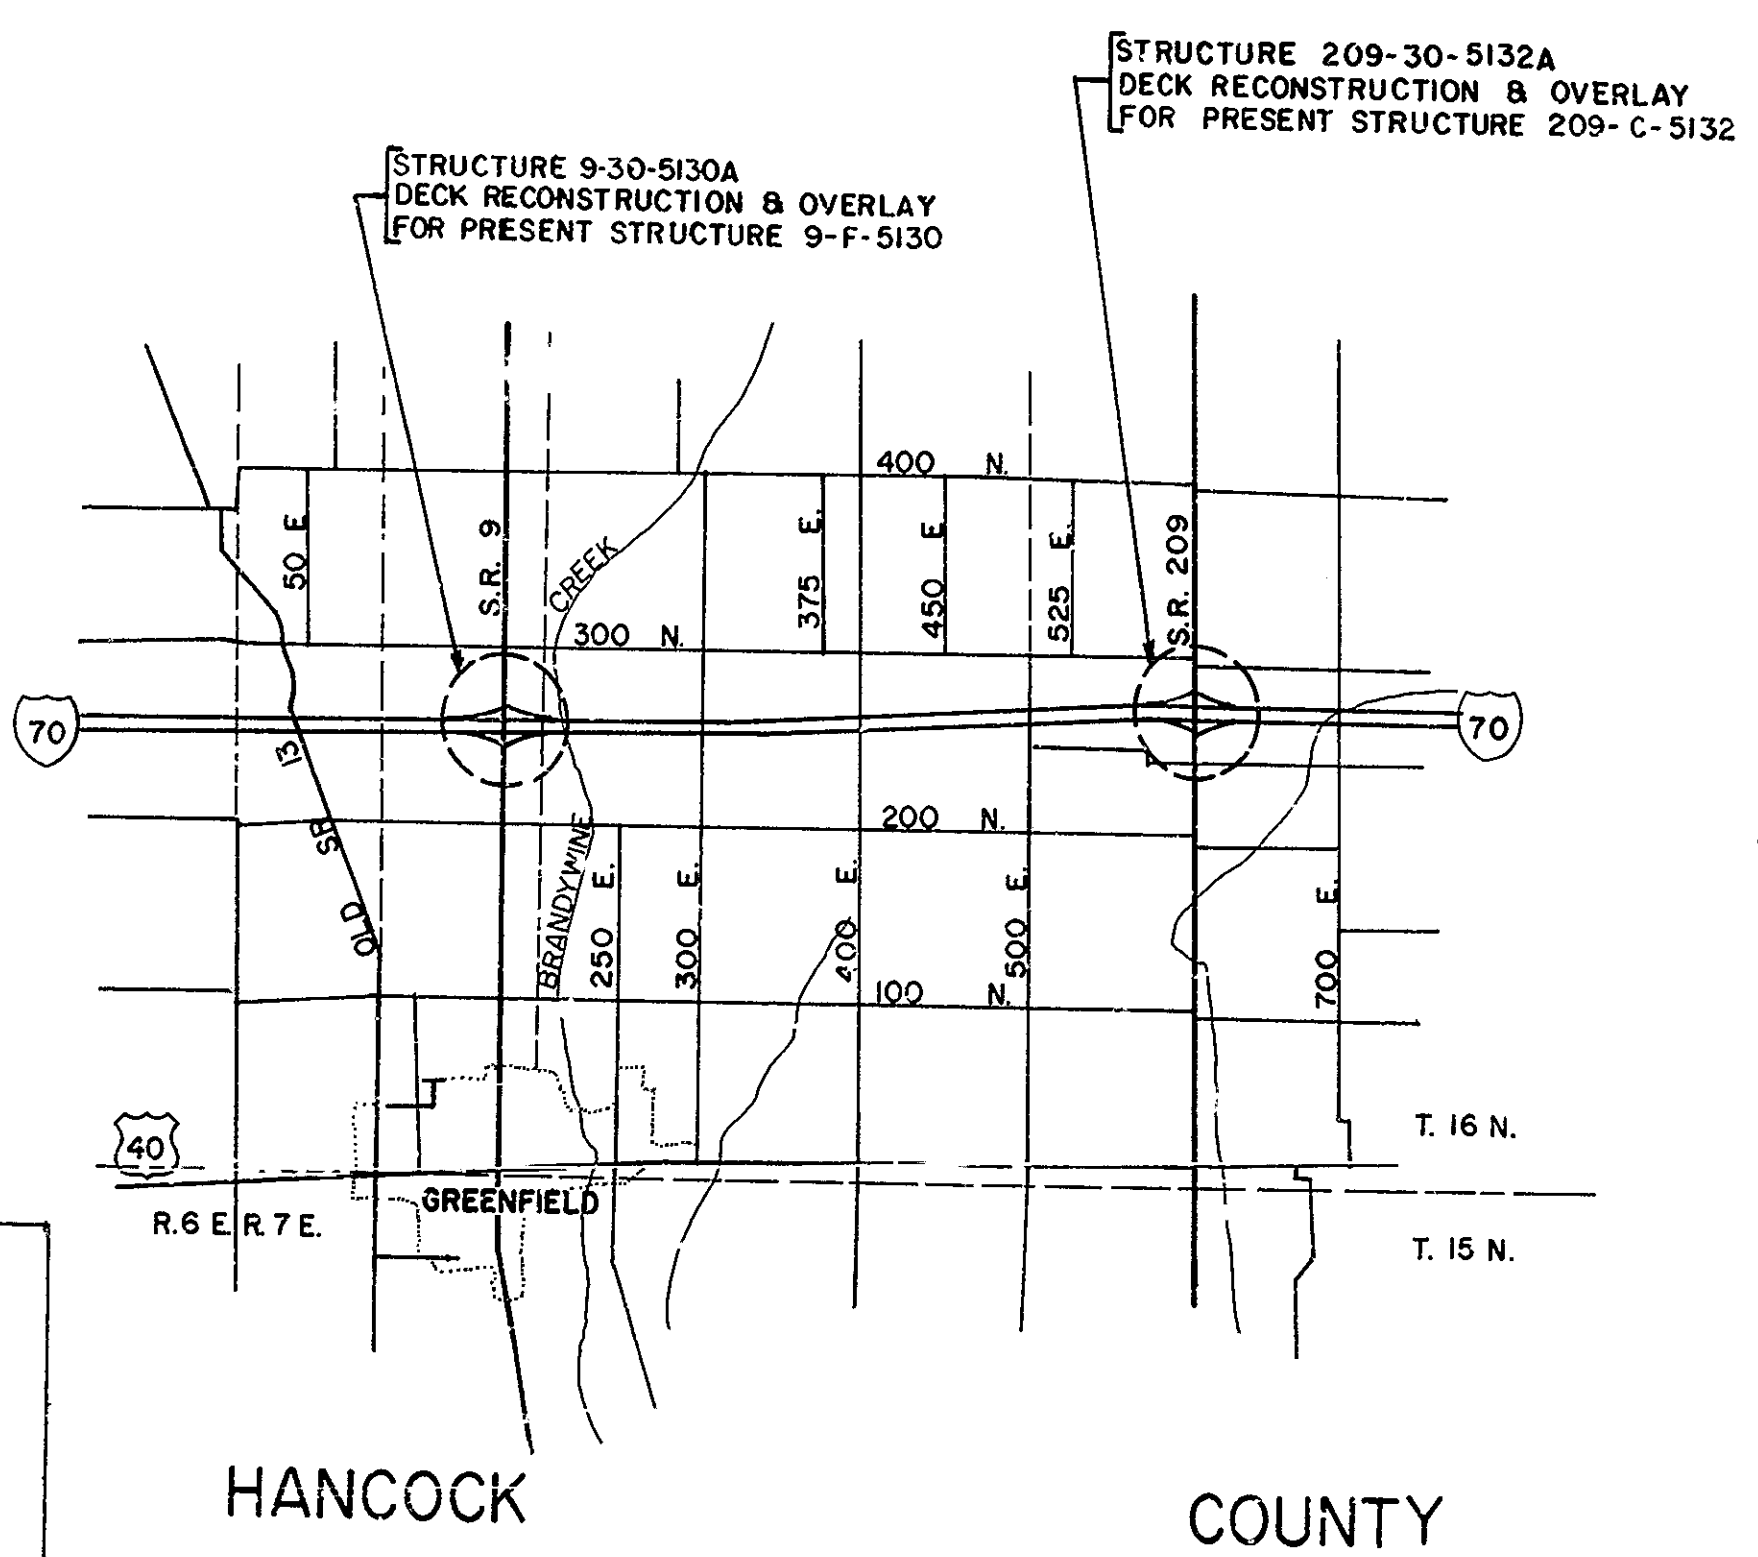 STRUCTURE 209-30-5132A
DECK RECONSTRUCTION & OVERLAY
FOR PRESENT STRUCTURE 209-C-5132
STRUCTURE 9-30-5130A
DECK RECONSTRUCTION & OVERLAY
FOR PRESENT STRUCTURE 9-F-5130
400 N.
50 E
S.R. 9
CREEK
375 E.
450 E
525 E.
S.R. 209
300 N.
70
70
OLD SR 13
200 N.
BRANDYWINE
250 E.
300 E.
400 E.
500 E.
700 E.
100 N.
40
T. 16 N.
GREENFIELD
R.6 E. R.7 E.
T. 15 N.
HANCOCK COUNTY